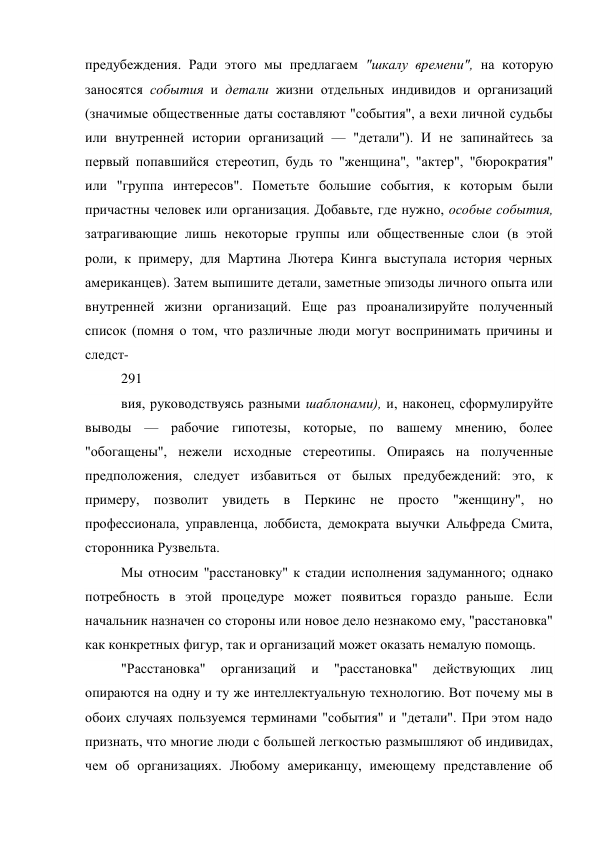 предубеждения. Ради этого мы предлагаем "шкалу времени", на которую
заносятся события и детали жизни отдельных индивидов и организаций
(значимые общественные даты составляют "события", а вехи личной судьбы
или внутренней истории организаций — "детали"). И не запинайтесь за
первый попавшийся стереотип, будь то "женщина", "актер", "бюрократия"
или "группа интересов". Пометьте большие события, к которым были
причастны человек или организация. Добавьте, где нужно, особые события,
затрагивающие лишь некоторые группы или общественные слои (в этой
роли, к примеру, для Мартина Лютера Кинга выступала история черных
американцев). Затем выпишите детали, заметные эпизоды личного опыта или
внутренней жизни организаций. Еще раз проанализируйте полученный
список (помня о том, что различные люди могут воспринимать причины и
следст-
291
вия, руководствуясь разными шаблонами), и, наконец, сформулируйте
выводы — рабочие гипотезы, которые, по вашему мнению, более
"обогащены", нежели исходные стереотипы. Опираясь на полученные
предположения, следует избавиться от былых предубеждений: это, к
примеру, позволит увидеть в Перкинс не просто "женщину", но
профессионала, управленца, лоббиста, демократа выучки Альфреда Смита,
сторонника Рузвельта.
Мы относим "расстановку" к стадии исполнения задуманного; однако
потребность в этой процедуре может появиться гораздо раньше. Если
начальник назначен со стороны или новое дело незнакомо ему, "расстановка"
как конкретных фигур, так и организаций может оказать немалую помощь.
"Расстановка" организаций и "расстановка" действующих лиц
опираются на одну и ту же интеллектуальную технологию. Вот почему мы в
обоих случаях пользуемся терминами "события" и "детали". При этом надо
признать, что многие люди с большей легкостью размышляют об индивидах,
чем об организациях. Любому американцу, имеющему представление об